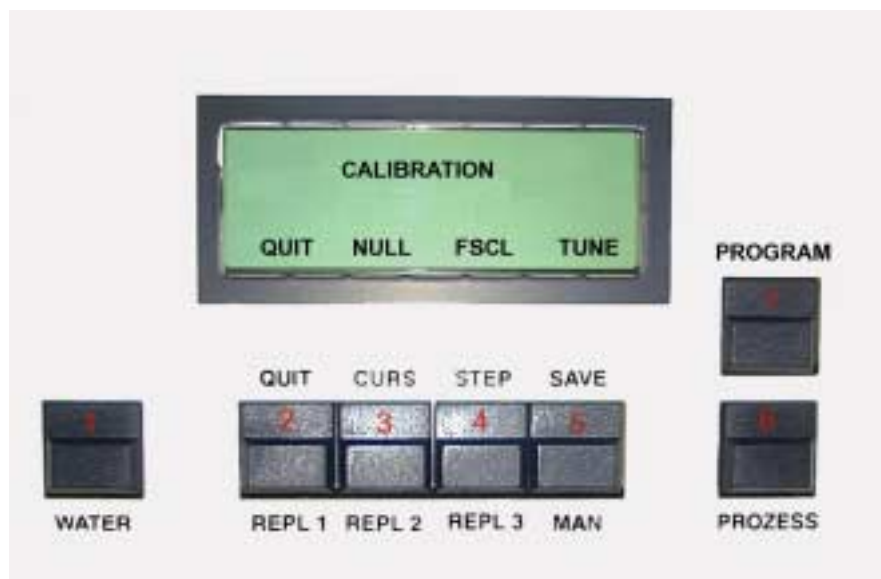 CALIBRATION
QUIT NULL FSCL TUNE
PROGRAM
QUIT CURS STEP SAVE
1 2 3 4 5 6
WATER REPL 1 REPL 2 REPL 3 MAN PROZESS